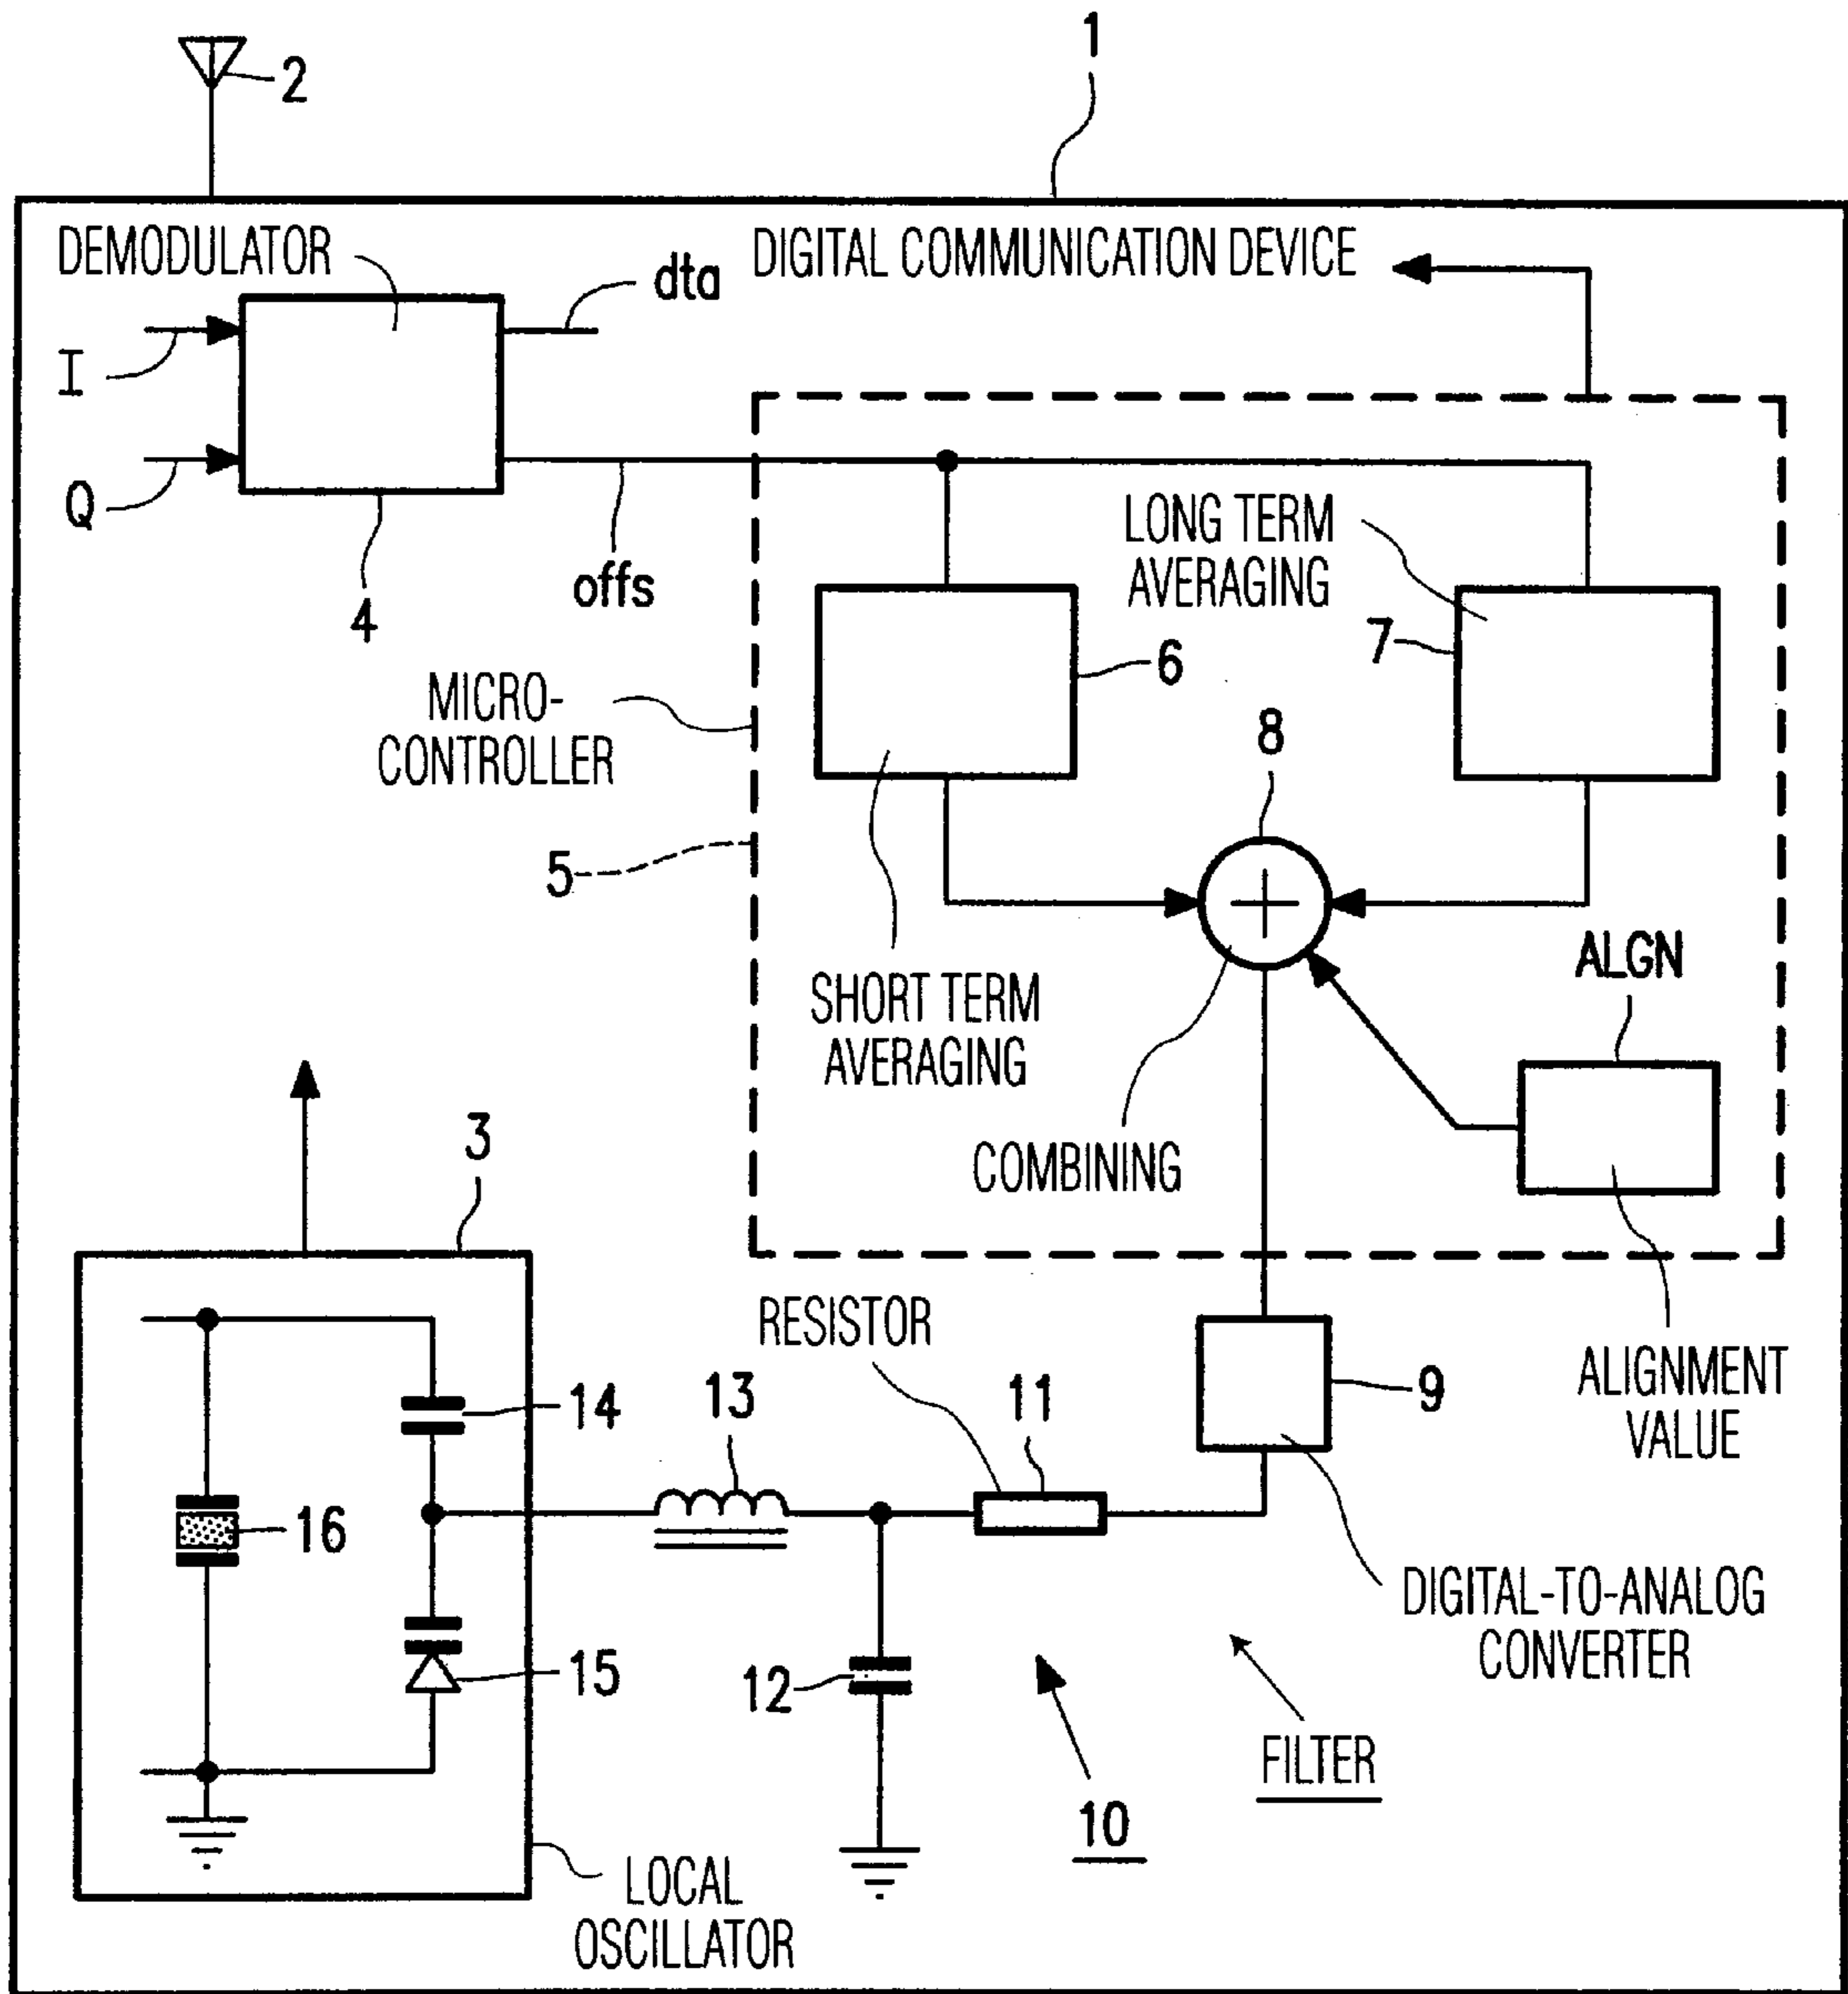 1
2
DEMODULATOR
DIGITAL COMMUNICATION DEVICE
dta
I
Q
4
offs
LONG TERM
AVERAGING
6
7
MICRO-
CONTROLLER
8
5
SHORT TERM
AVERAGING
ALGN
COMBINING
3
RESISTOR
ALIGNMENT
VALUE
9
14
13
11
16
DIGITAL-TO-ANALOG
CONVERTER
15
12
FILTER
10
LOCAL
OSCILLATOR